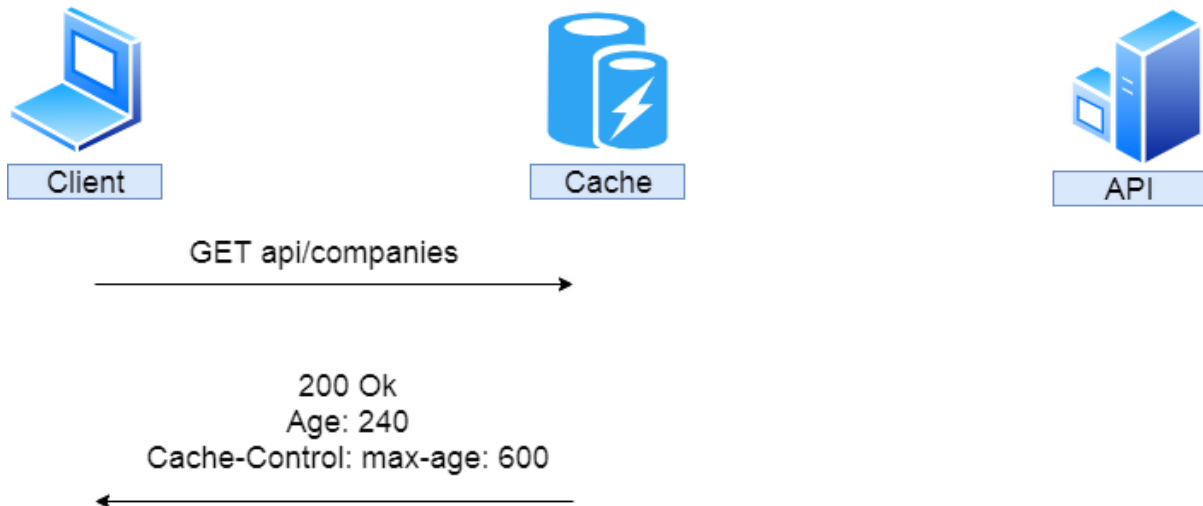 Client
Cache
API
GET api/companies
200 Ok
Age: 240
Cache-Control: max-age: 600